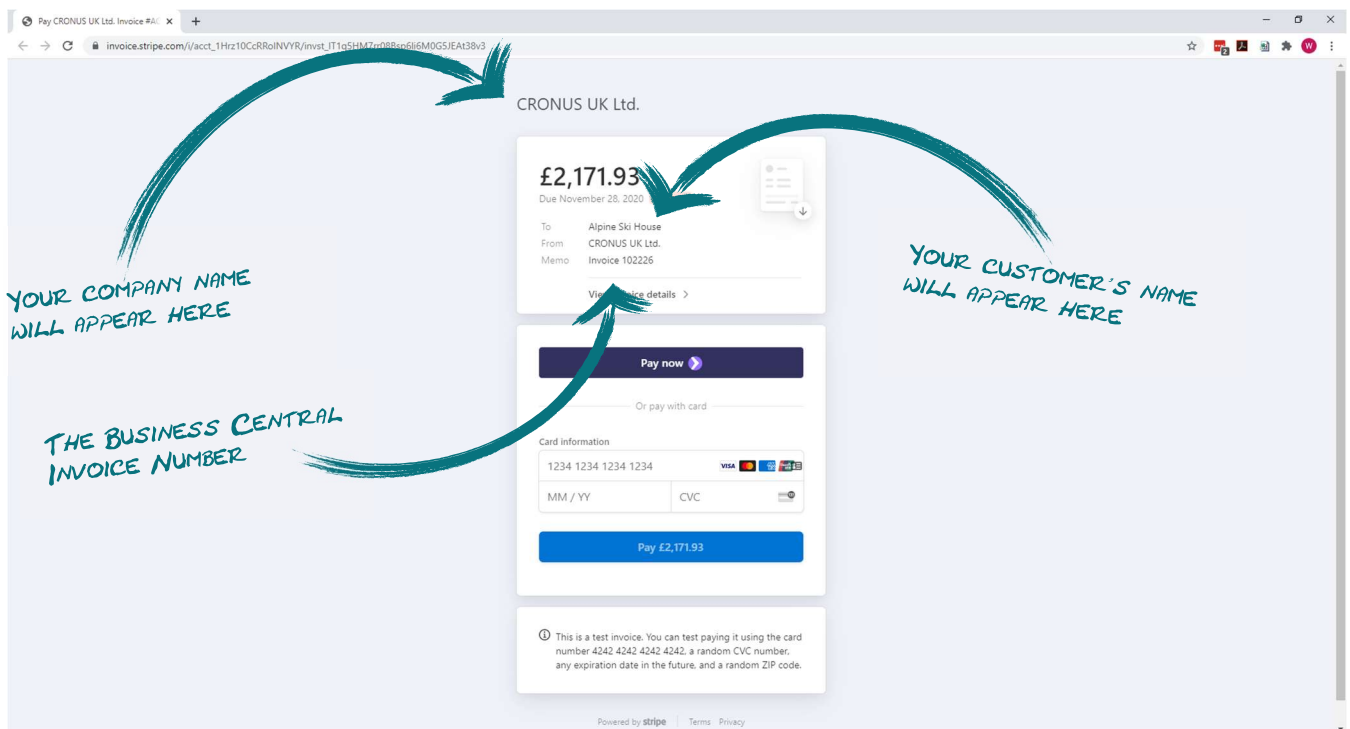 Pay CRONUS UK Ltd. Invoice #AC
invoice.stripe.com/i/acct_1Hrz10CcRRoINVYR/invst_IT1q5HM7rr08Bsp6li6M0G5JEAt38v3
2
W
CRONUS UK Ltd.
£2,171.93
Due November 28, 2020
To Alpine Ski House
From CRONUS UK Ltd.
Memo Invoice 102226
details >
YOUR COMPANY NAME
WILL APPEAR HERE
YOUR CUSTOMER'S NAME
WILL APPEAR HERE
THE BUSINESS CENTRAL
INVOICE NUMBER
Pay now
Or pay with card
Card information
1234 1234 1234 1234
VISA
MM / YY
CVC
Pay £2,171.93
This is a test invoice. You can test paying it using the card
number 4242 4242 4242 4242, a random CVC number,
any expiration date in the future, and a random ZIP code.
Powered by stripe | Terms Privacy